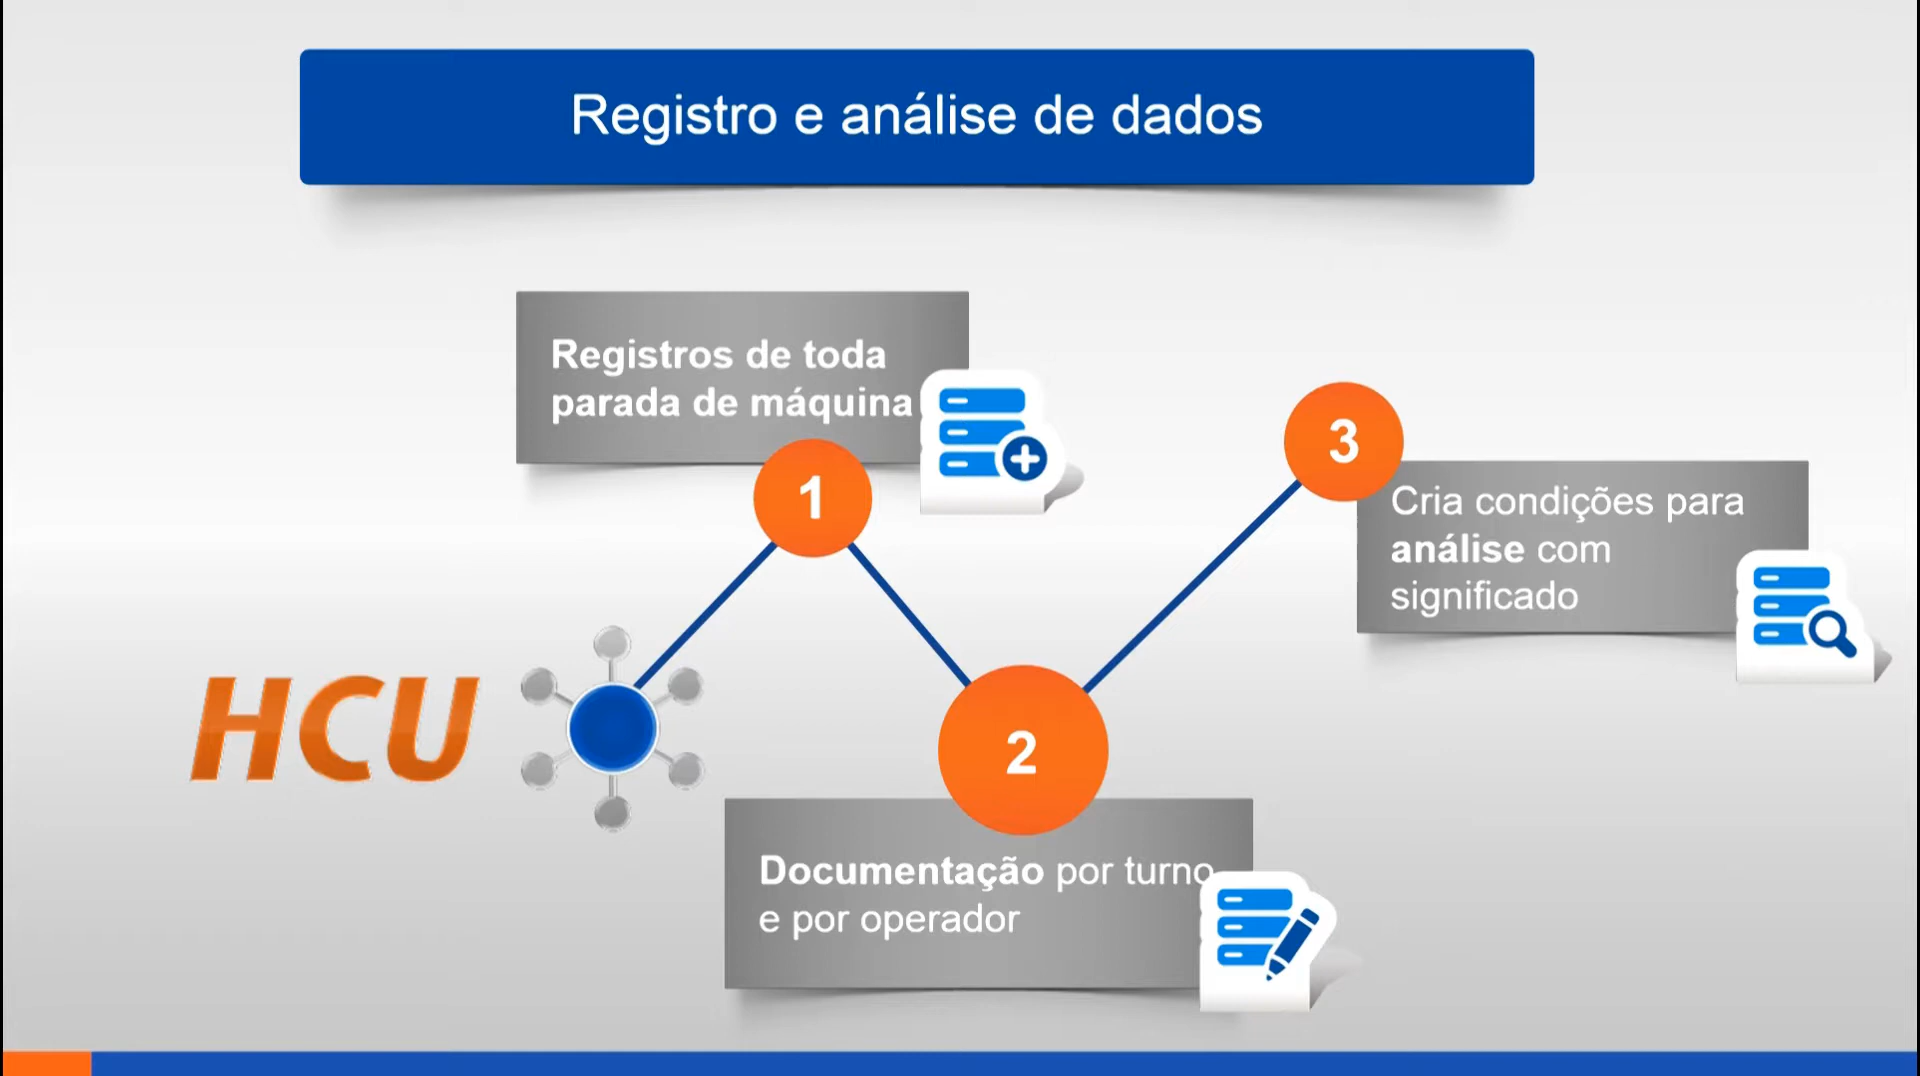 Registro e análise de dados
Registros de toda
parada de máquina
1
3
Cria condições para
análise com
significado
HCU
2
Documentação por turno
e por operador